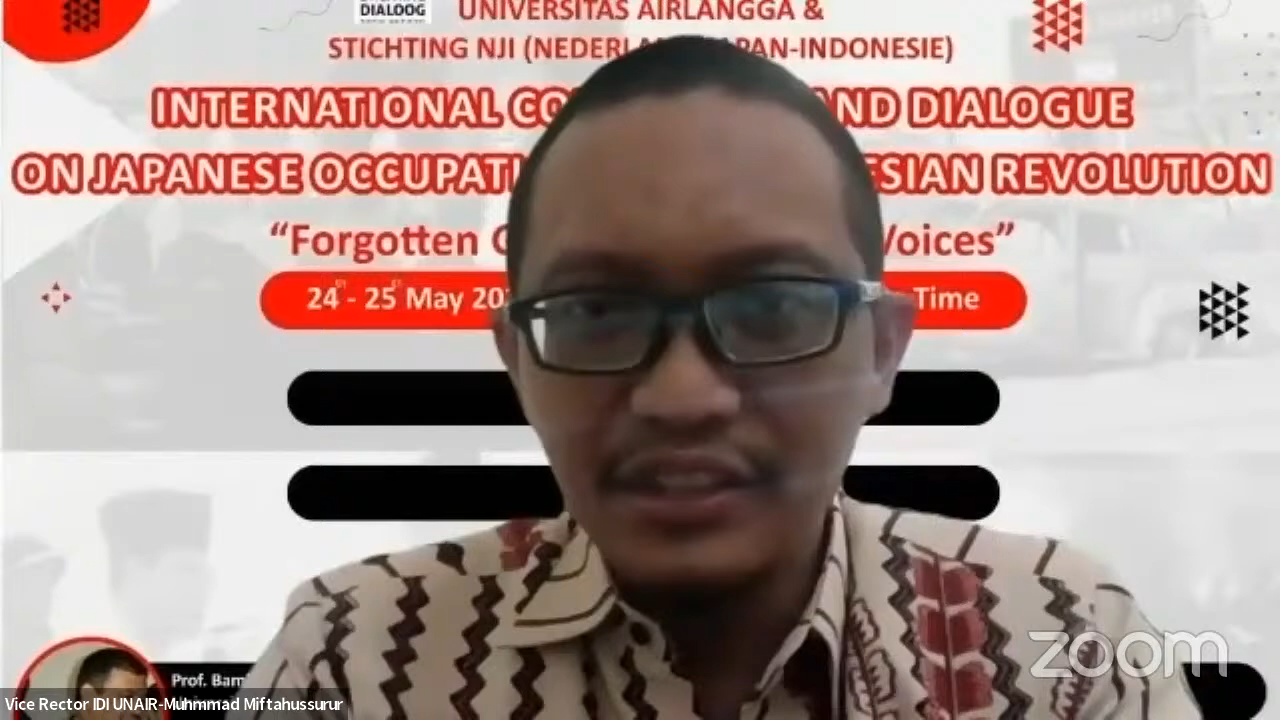 DIALOOG
UNIVERSITAS AIRLANGGA &
STICHTING NJI (NEDERL PAN-INDONESIE)
INTERNATIONAL CO ND DIALOGUE
ON JAPANESE OCCUPATI ESIAN REVOLUTION
“Forgotten Voices”
24 - 25 May 20 Time
Prof. Bam
Vice Rector IDI UNAIR-Muhmmad Miftahussurur
zoom